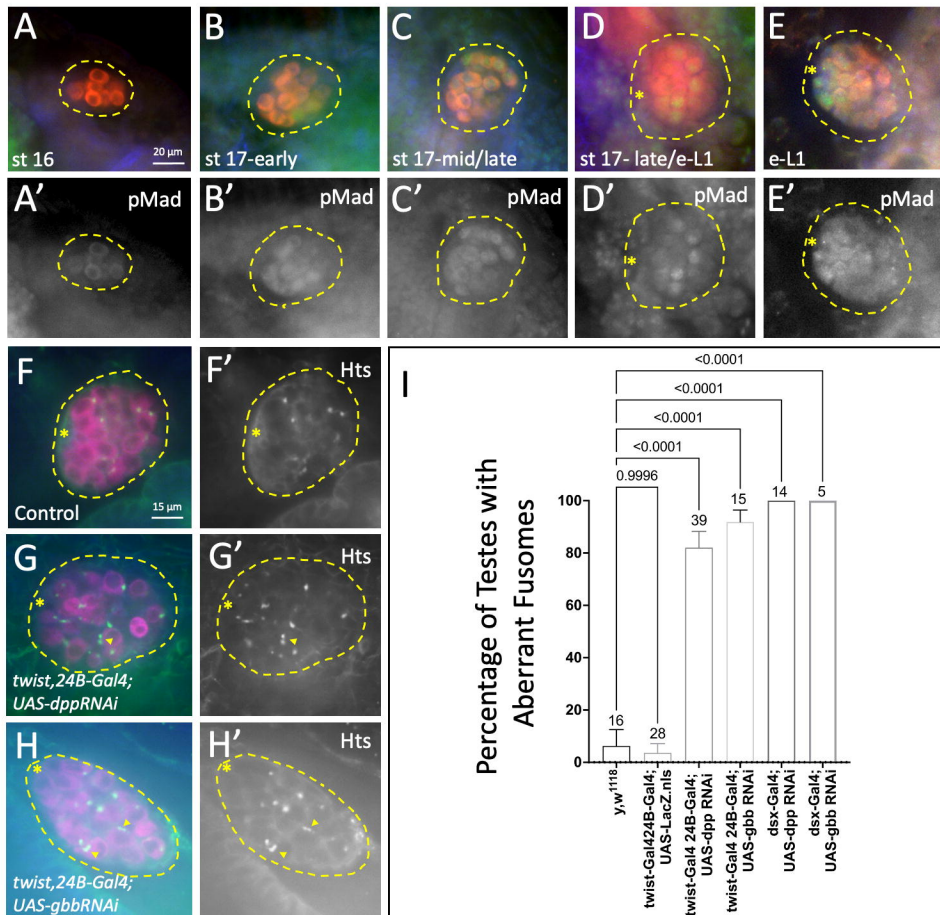 A
st 16
20 µm
B
st 17-early
C
st 17-mid/late
D
*
st 17- late/e-L1
E
*
e-L1
A'
pMad
B'
pMad
C'
pMad
D'
pMad
*
E'
pMad
*
F
*
Control
15 µm
F'
Hts
*
G
*
twist,24B-Gal4;
UAS-dppRNAi
G'
Hts
*
H
*
twist,24B-Gal4;
UAS-gbbRNAi
H'
Hts
*
I
<0.0001
<0.0001
<0.0001
<0.0001
0.9996
Percentage of Testes with
Aberrant Fusomes
100
80
60
40
20
0
16
28
39
15
14
5
y,w1118
twist-Gal424B-Gal4;
UAS-LacZ.nls
twist-Gal4 24B-Gal4;
UAS-dpp RNAi
twist-Gal4 24B-Gal4;
UAS-gbb RNAi
dsx-Gal4;
UAS-dpp RNAi
dsx-Gal4;
UAS-gbb RNAi